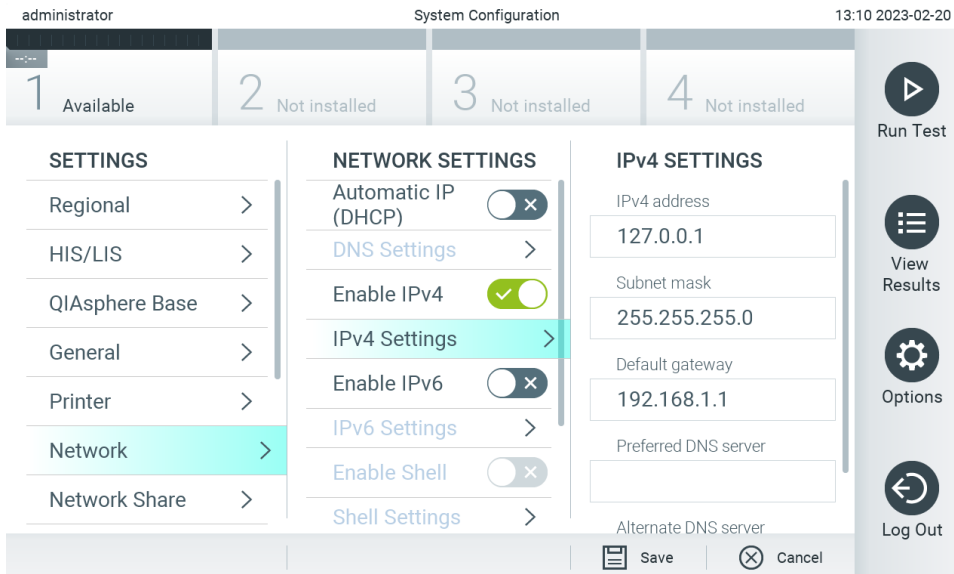 administrator
System Configuration
13:10 2023-02-20
--:--
1 Available
2 Not installed
3 Not installed
4 Not installed
Run Test
View
Results
Options
Log Out
SETTINGS
Regional
HIS/LIS
QIAsphere Base
General
Printer
Network
Network Share
NETWORK SETTINGS
Automatic IP
(DHCP)
DNS Settings
Enable IPv4
IPv4 Settings
Enable IPv6
IPv6 Settings
Enable Shell
Shell Settings
IPv4 SETTINGS
IPv4 address
127.0.0.1
Subnet mask
255.255.255.0
Default gateway
192.168.1.1
Preferred DNS server
Alternate DNS server
Save
Cancel